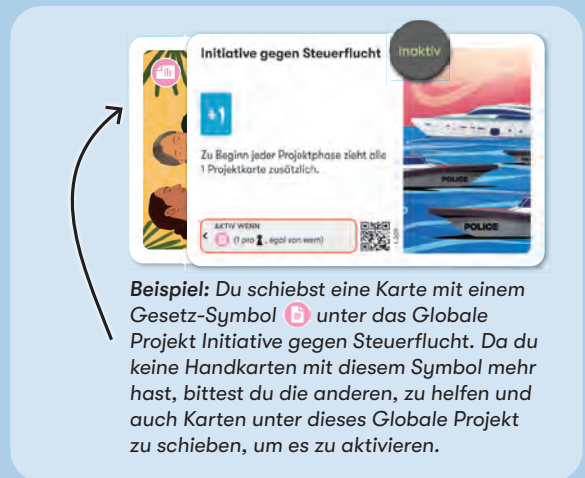 Initiative gegen Steuerflucht
inaktiv
+1
Zu Beginn jeder Projektphase zieht alle
1 Projektkarte zusätzlich.
AKTIV WENN
(1 pro , egal von wem)
POLICE
POLICE
Beispiel: Du schiebst eine Karte mit einem
Gesetz-Symbol unter das Globale
Projekt Initiative gegen Steuerflucht. Da du
keine Handkarten mit diesem Symbol mehr
hast, bittest du die anderen, zu helfen und
auch Karten unter dieses Globale Projekt
zu schieben, um es zu aktivieren.